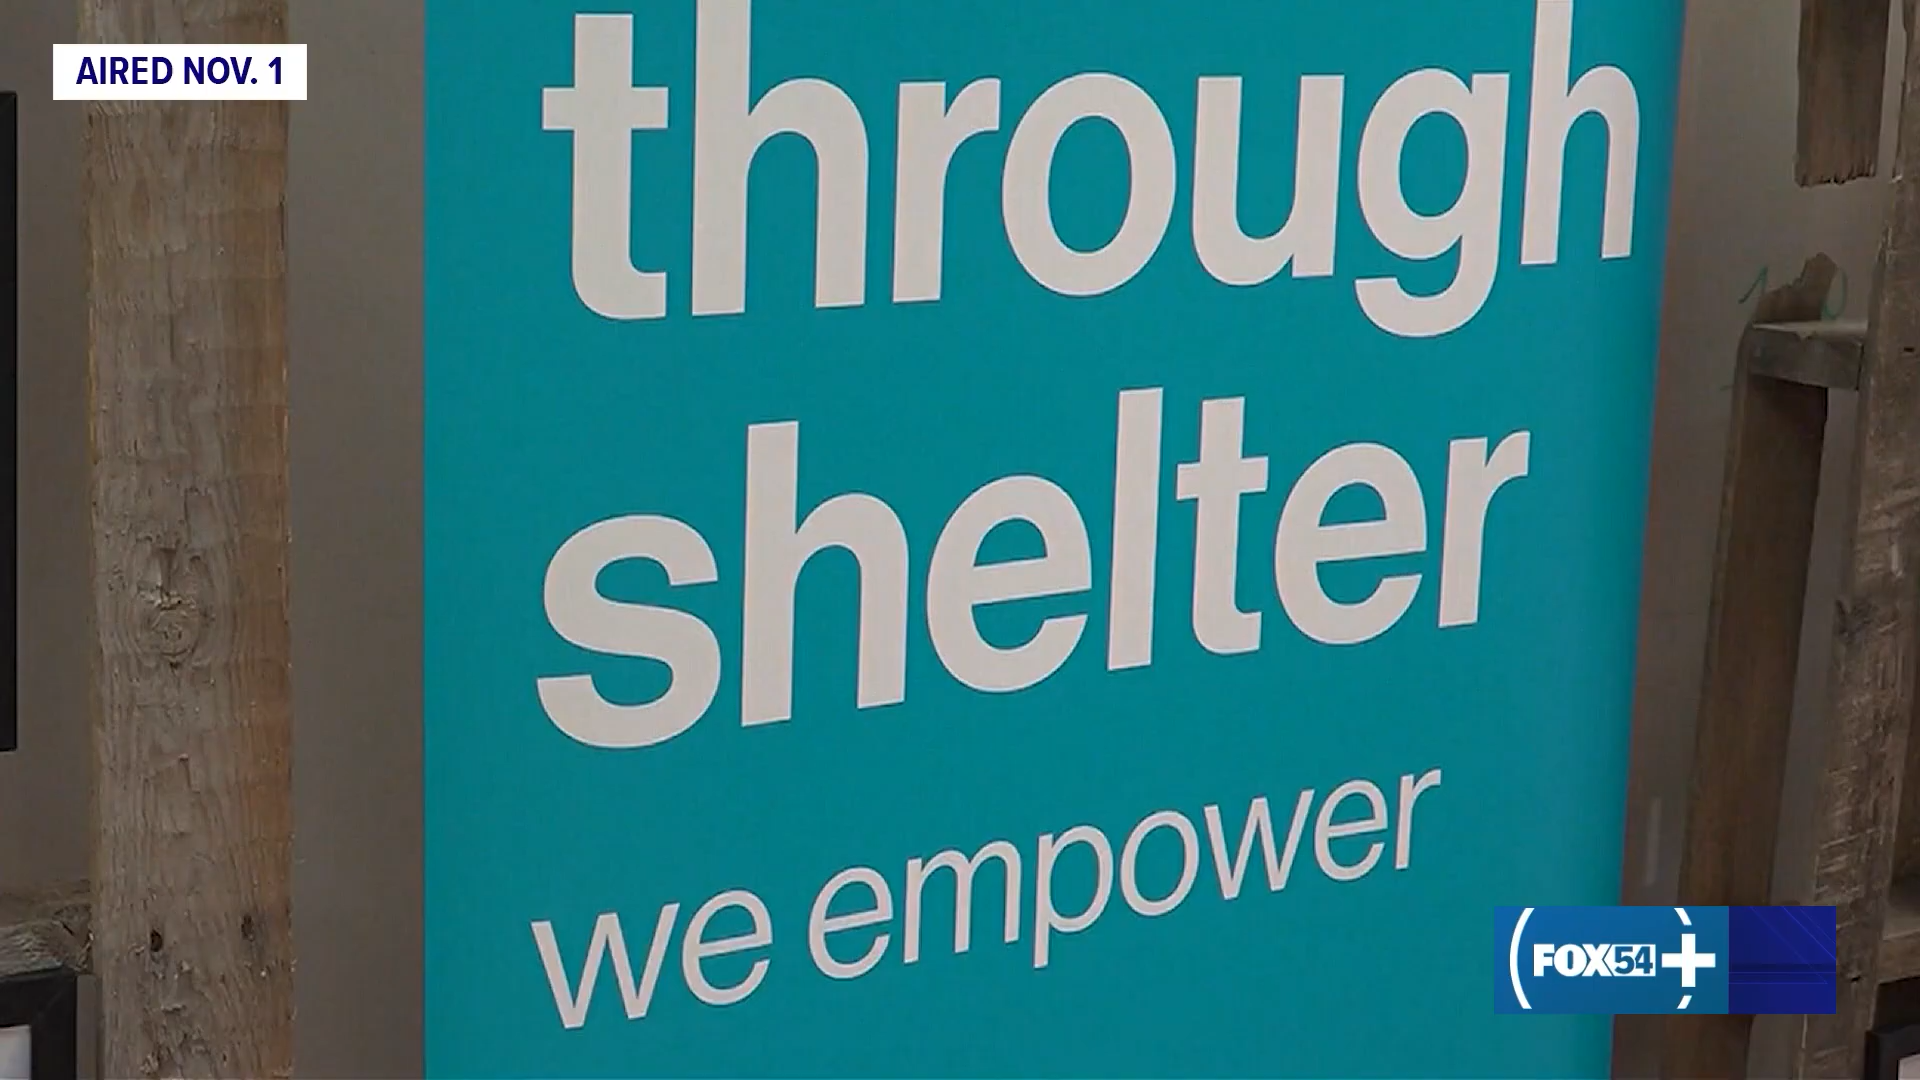 AIRED NOV. 1
through
shelter
we empower
FOX54+